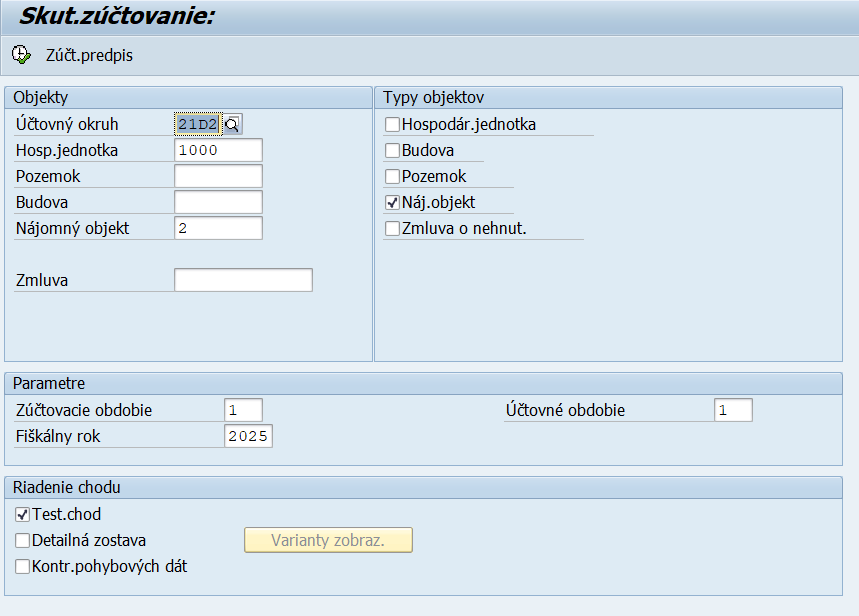 Skut.zúčtovanie:
Zúčt.predpis
Objekty
Účtovný okruh 21D2
Hosp.jednotka 1000
Pozemok
Budova
Nájomný objekt 2
Zmluva
Typy objektov
Hospodár.jednotka
Budova
Pozemok
Náj.objekt
Zmluva o nehnut.
Parametre
Zúčtovacie obdobie 1 Účtovné obdobie 1
Fiškálny rok 2025
Riadenie chodu
Test.chod
Detailná zostava Varianty zobraz.
Kontr.pohybových dát